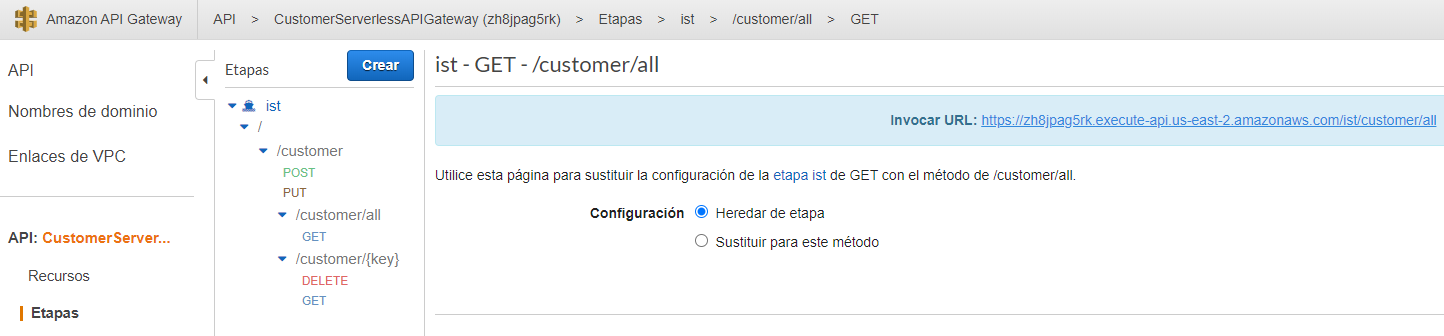 Amazon API Gateway
API > CustomerServerlessAPIGateway (zh8jpag5rk) > Etapas > ist > /customer/all > GET
API
Nombres de dominio
Enlaces de VPC
API: CustomerServer...
Recursos
Etapas
Etapas
Crear
ist
/
/customer
POST
PUT
/customer/all
GET
/customer/{key}
DELETE
GET
ist - GET - /customer/all
Invocar URL: https://zh8jpag5rk.execute-api.us-east-2.amazonaws.com/ist/customer/all
Utilice esta página para sustituir la configuración de la etapa ist de GET con el método de /customer/all.
Configuración
Heredar de etapa
Sustituir para este método